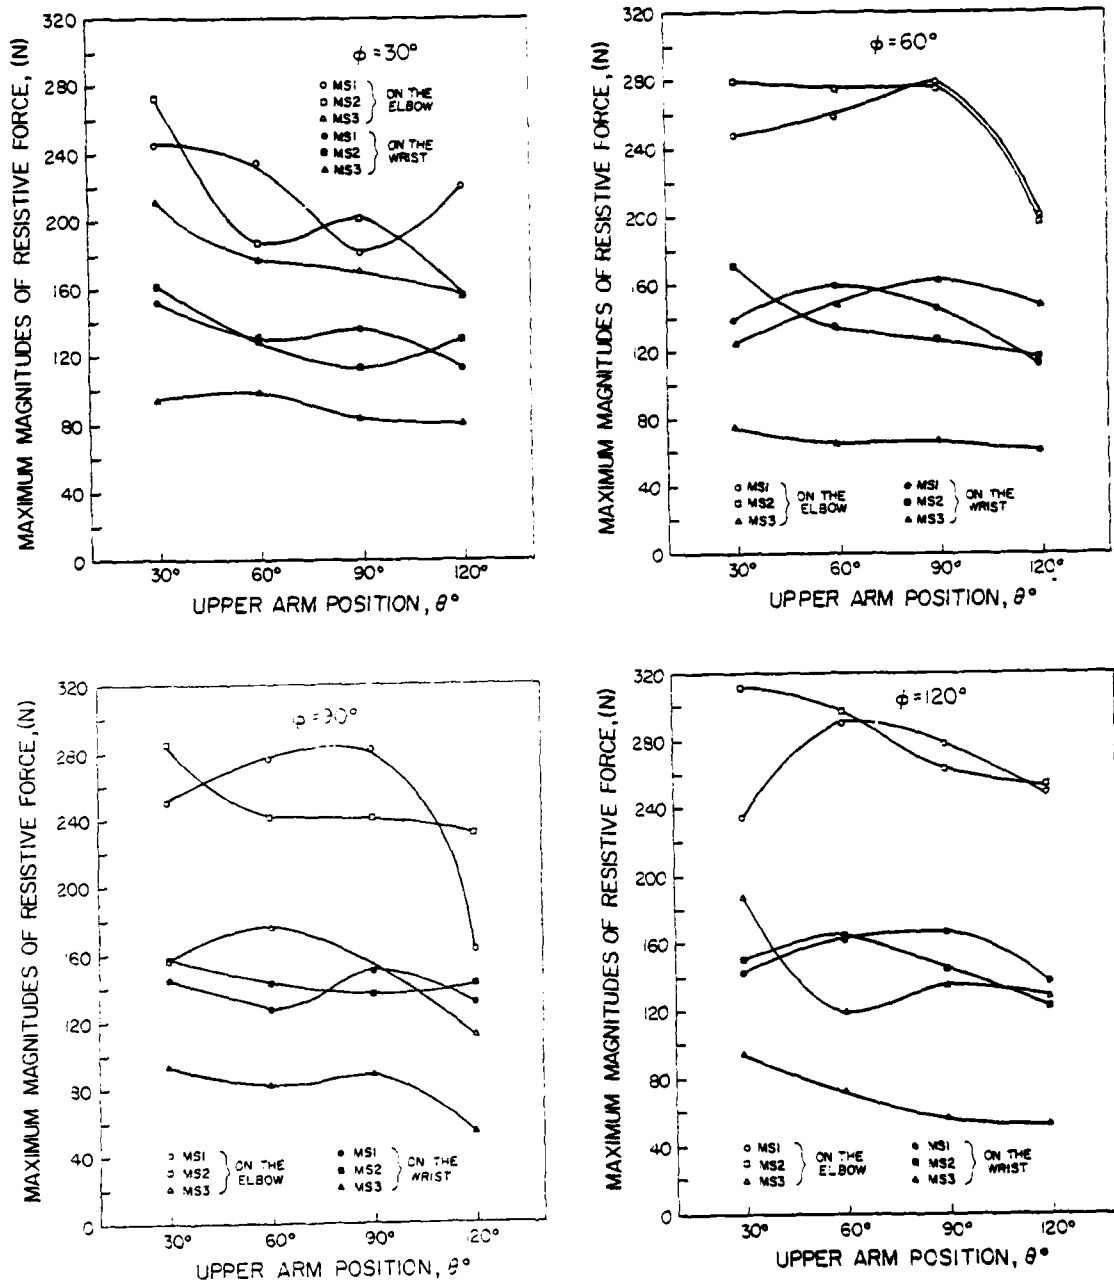 MAXIMUM MAGNITUDES OF RESISTIVE FORCE, (N)
320
280
240
200
160
120
80
40
0
ϕ = 30°
MS1
MS2
MS3
ON THE
ELBOW
MS1
MS2
MS3
ON THE
WRIST
30° 60° 90° 120°
UPPER ARM POSITION, θ°
MAXIMUM MAGNITUDES OF RESISTIVE FORCE, (N)
320
280
240
200
160
120
80
40
0
ϕ = 60°
MS1
MS2
MS3
ON THE
ELBOW
MS1
MS2
MS3
ON THE
WRIST
30° 60° 90° 120°
UPPER ARM POSITION, θ°
MAXIMUM MAGNITUDES OF RESISTIVE FORCE, (N)
320
280
240
200
160
120
80
40
0
ϕ = 90°
MS1
MS2
MS3
ON THE
ELBOW
MS1
MS2
MS3
ON THE
WRIST
30° 60° 90° 120°
UPPER ARM POSITION, θ°
MAXIMUM MAGNITUDES OF RESISTIVE FORCE, (N)
320
280
240
200
160
120
80
40
0
ϕ = 120°
MS1
MS2
MS3
ON THE
ELBOW
MS1
MS2
MS3
ON THE
WRIST
30° 60° 90° 120°
UPPER ARM POSITION, θ°